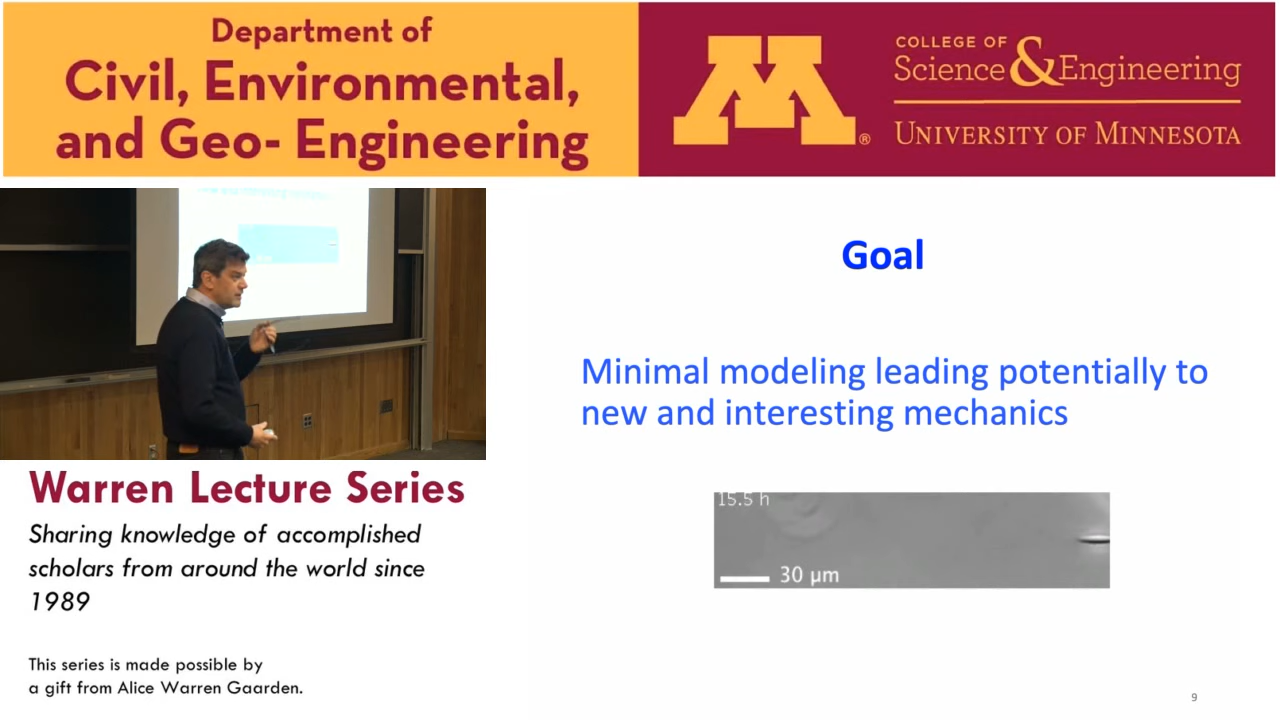 Department of
Civil, Environmental,
and Geo- Engineering
M®
COLLEGE OF
Science & Engineering
UNIVERSITY OF MINNESOTA
Goal
Minimal modeling leading potentially to
new and interesting mechanics
15.5 h
30 µm
Warren Lecture Series
Sharing knowledge of accomplished
scholars from around the world since
1989
This series is made possible by
a gift from Alice Warren Gaarden.
9